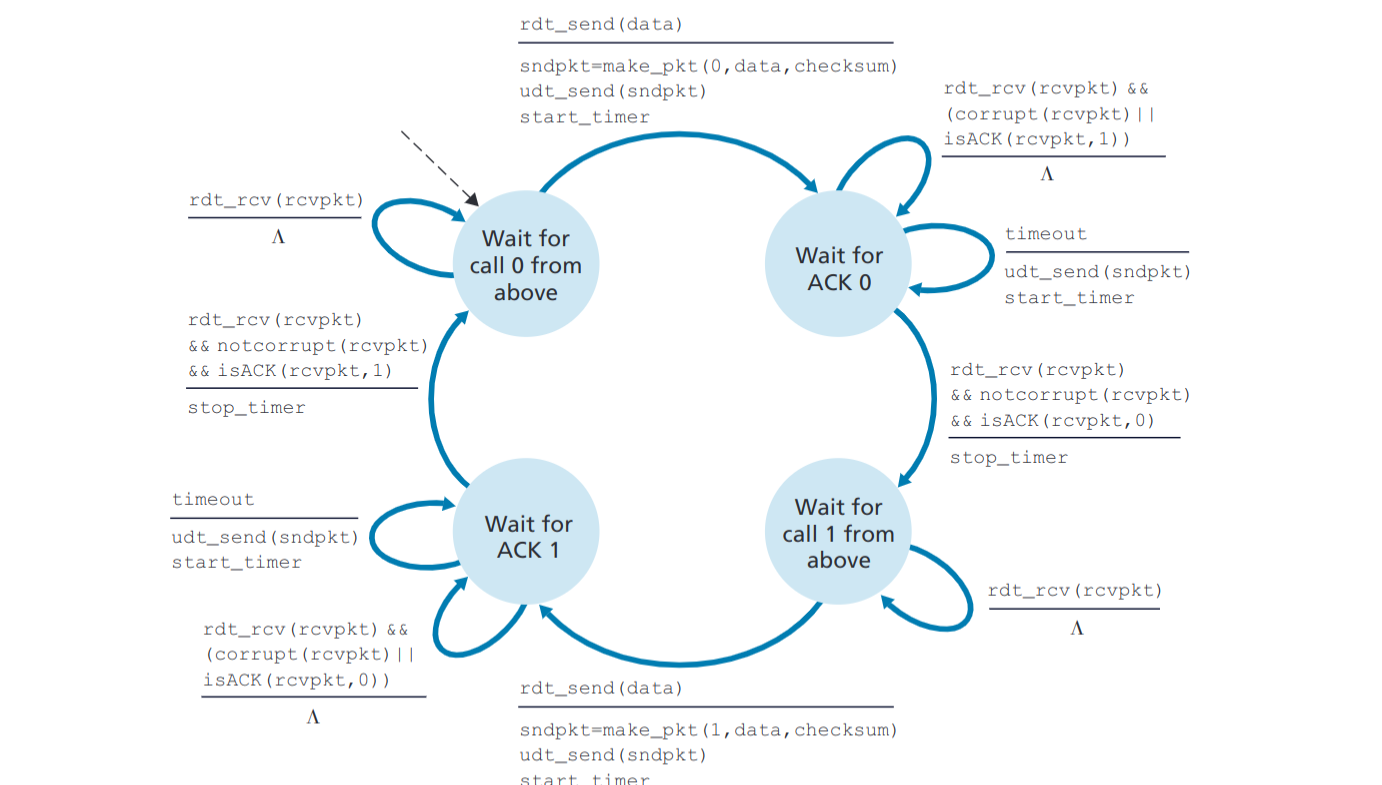 rdt_send(data)
sndpkt=make_pkt(0,data,checksum)
udt_send(sndpkt)
start_timer
rdt_rcv(rcvpkt) &&
(corrupt(rcvpkt)||
isACK(rcvpkt,1))
Λ
rdt_rcv(rcvpkt)
Λ
Wait for
call 0 from
above
Wait for
ACK 0
timeout
udt_send(sndpkt)
start_timer
rdt_rcv(rcvpkt)
&& notcorrupt(rcvpkt)
&& isACK(rcvpkt,1)
stop_timer
rdt_rcv(rcvpkt)
&& notcorrupt(rcvpkt)
&& isACK(rcvpkt,0)
stop_timer
timeout
udt_send(sndpkt)
start_timer
Wait for
ACK 1
Wait for
call 1 from
above
rdt_rcv(rcvpkt)
Λ
rdt_rcv(rcvpkt) &&
(corrupt(rcvpkt)||
isACK(rcvpkt,0))
Λ
rdt_send(data)
sndpkt=make_pkt(1,data,checksum)
udt_send(sndpkt)
start_timer